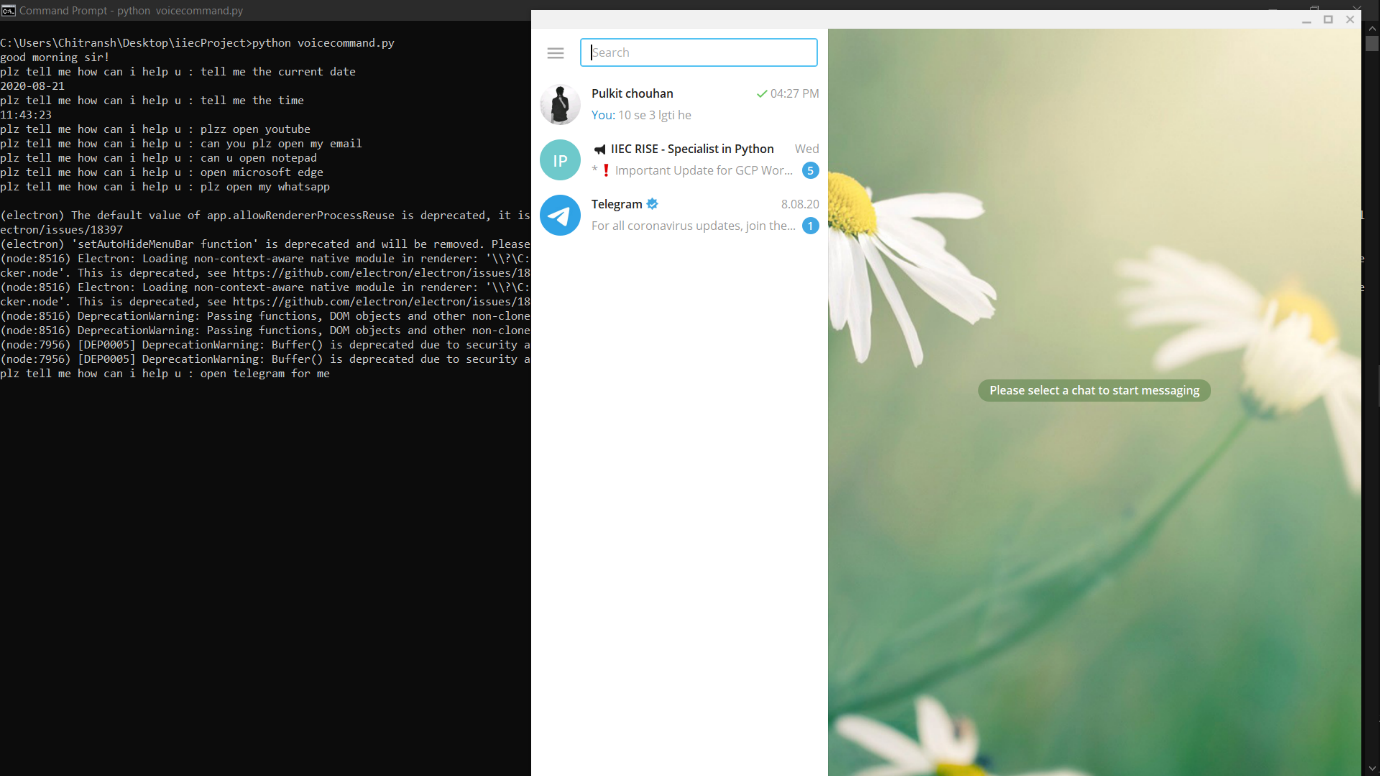 Command Prompt - python  voicecommand.py
C:\Users\Chitransh\Desktop\iiecProject>python voicecommand.py
good morning sir!
plz tell me how can i help u : tell me the current date
2020-08-21
plz tell me how can i help u : tell me the time
11:43:23
plz tell me how can i help u : plzz open youtube
plz tell me how can i help u : can you plz open my email
plz tell me how can i help u : can u open notepad
plz tell me how can i help u : open microsoft edge
plz tell me how can i help u : plz open my whatsapp
(electron) The default value of app.allowRendererProcessReuse is deprecated, it is
ectron/issues/18397
(electron) 'setAutoHideMenuBar function' is deprecated and will be removed. Please
(node:8516) Electron: Loading non-context-aware native module in renderer: '\\?\C:
cker.node'. This is deprecated, see https://github.com/electron/electron/issues/18
(node:8516) Electron: Loading non-context-aware native module in renderer: '\\?\C:
cker.node'. This is deprecated, see https://github.com/electron/electron/issues/18
(node:8516) DeprecationWarning: Passing functions, DOM objects and other non-clone
(node:8516) DeprecationWarning: Passing functions, DOM objects and other non-clone
(node:7956) [DEP0005] DeprecationWarning: Buffer() is deprecated due to security a
(node:7956) [DEP0005] DeprecationWarning: Buffer() is deprecated due to security a
plz tell me how can i help u : open telegram for me
Search
Pulkit chouhan 04:27 PM
You: 10 se 3 lgti he
IP
IIEC RISE - Specialist in Python Wed
* ❗ Important Update for GCP Wor... 5
Telegram 8.08.20
For all coronavirus updates, join the... 1
Please select a chat to start messaging